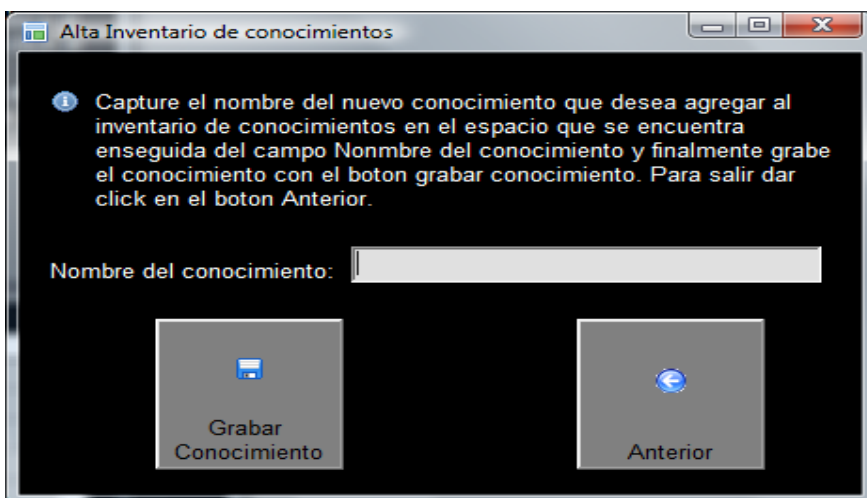 Alta Inventario de conocimientos
Capture el nombre del nuevo conocimiento que desea agregar al
inventario de conocimientos en el espacio que se encuentra
enseguida del campo Nonmbre del conocimiento y finalmente grabe
el conocimiento con el boton grabar conocimiento. Para salir dar
click en el boton Anterior.
Nombre del conocimiento:
Grabar
Conocimiento
Anterior